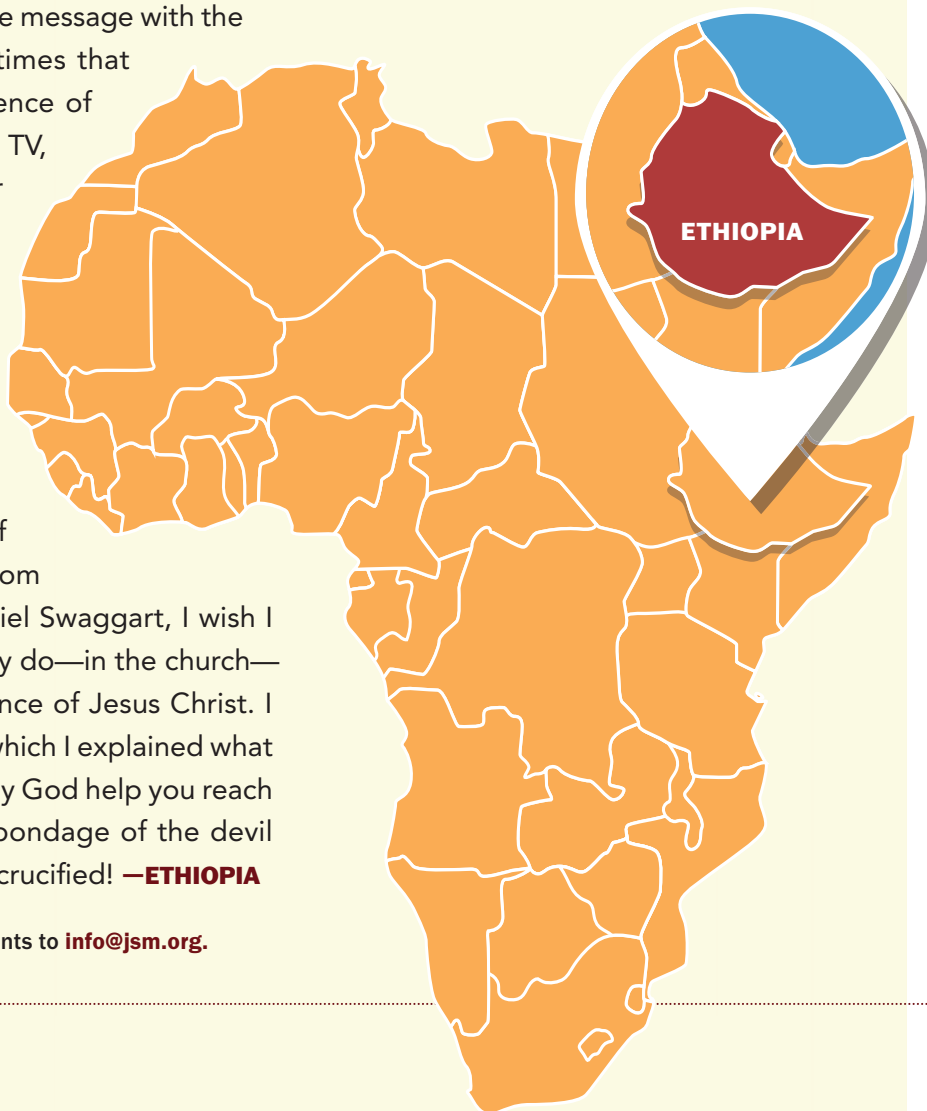 e message with the
times that
ence of
TV,
f
om
iel Swaggart, I wish I
y do—in the church—
nce of Jesus Christ. I
which I explained what
y God help you reach
bondage of the devil
crucified! —ETHIOPIA
nts to info@jsm.org.
ETHIOPIA